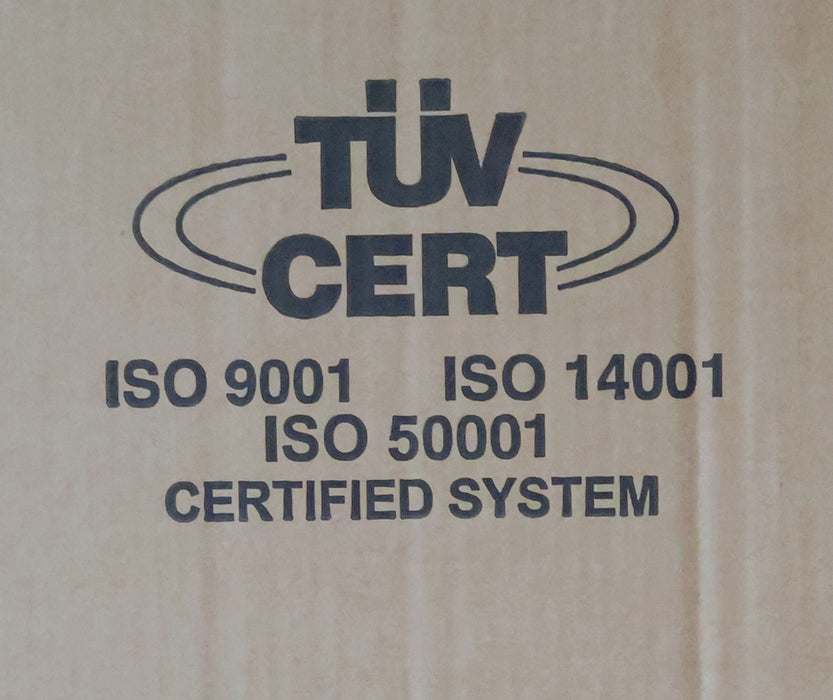 TÜV
CERT
ISO 9001 ISO 14001
ISO 50001
CERTIFIED SYSTEM